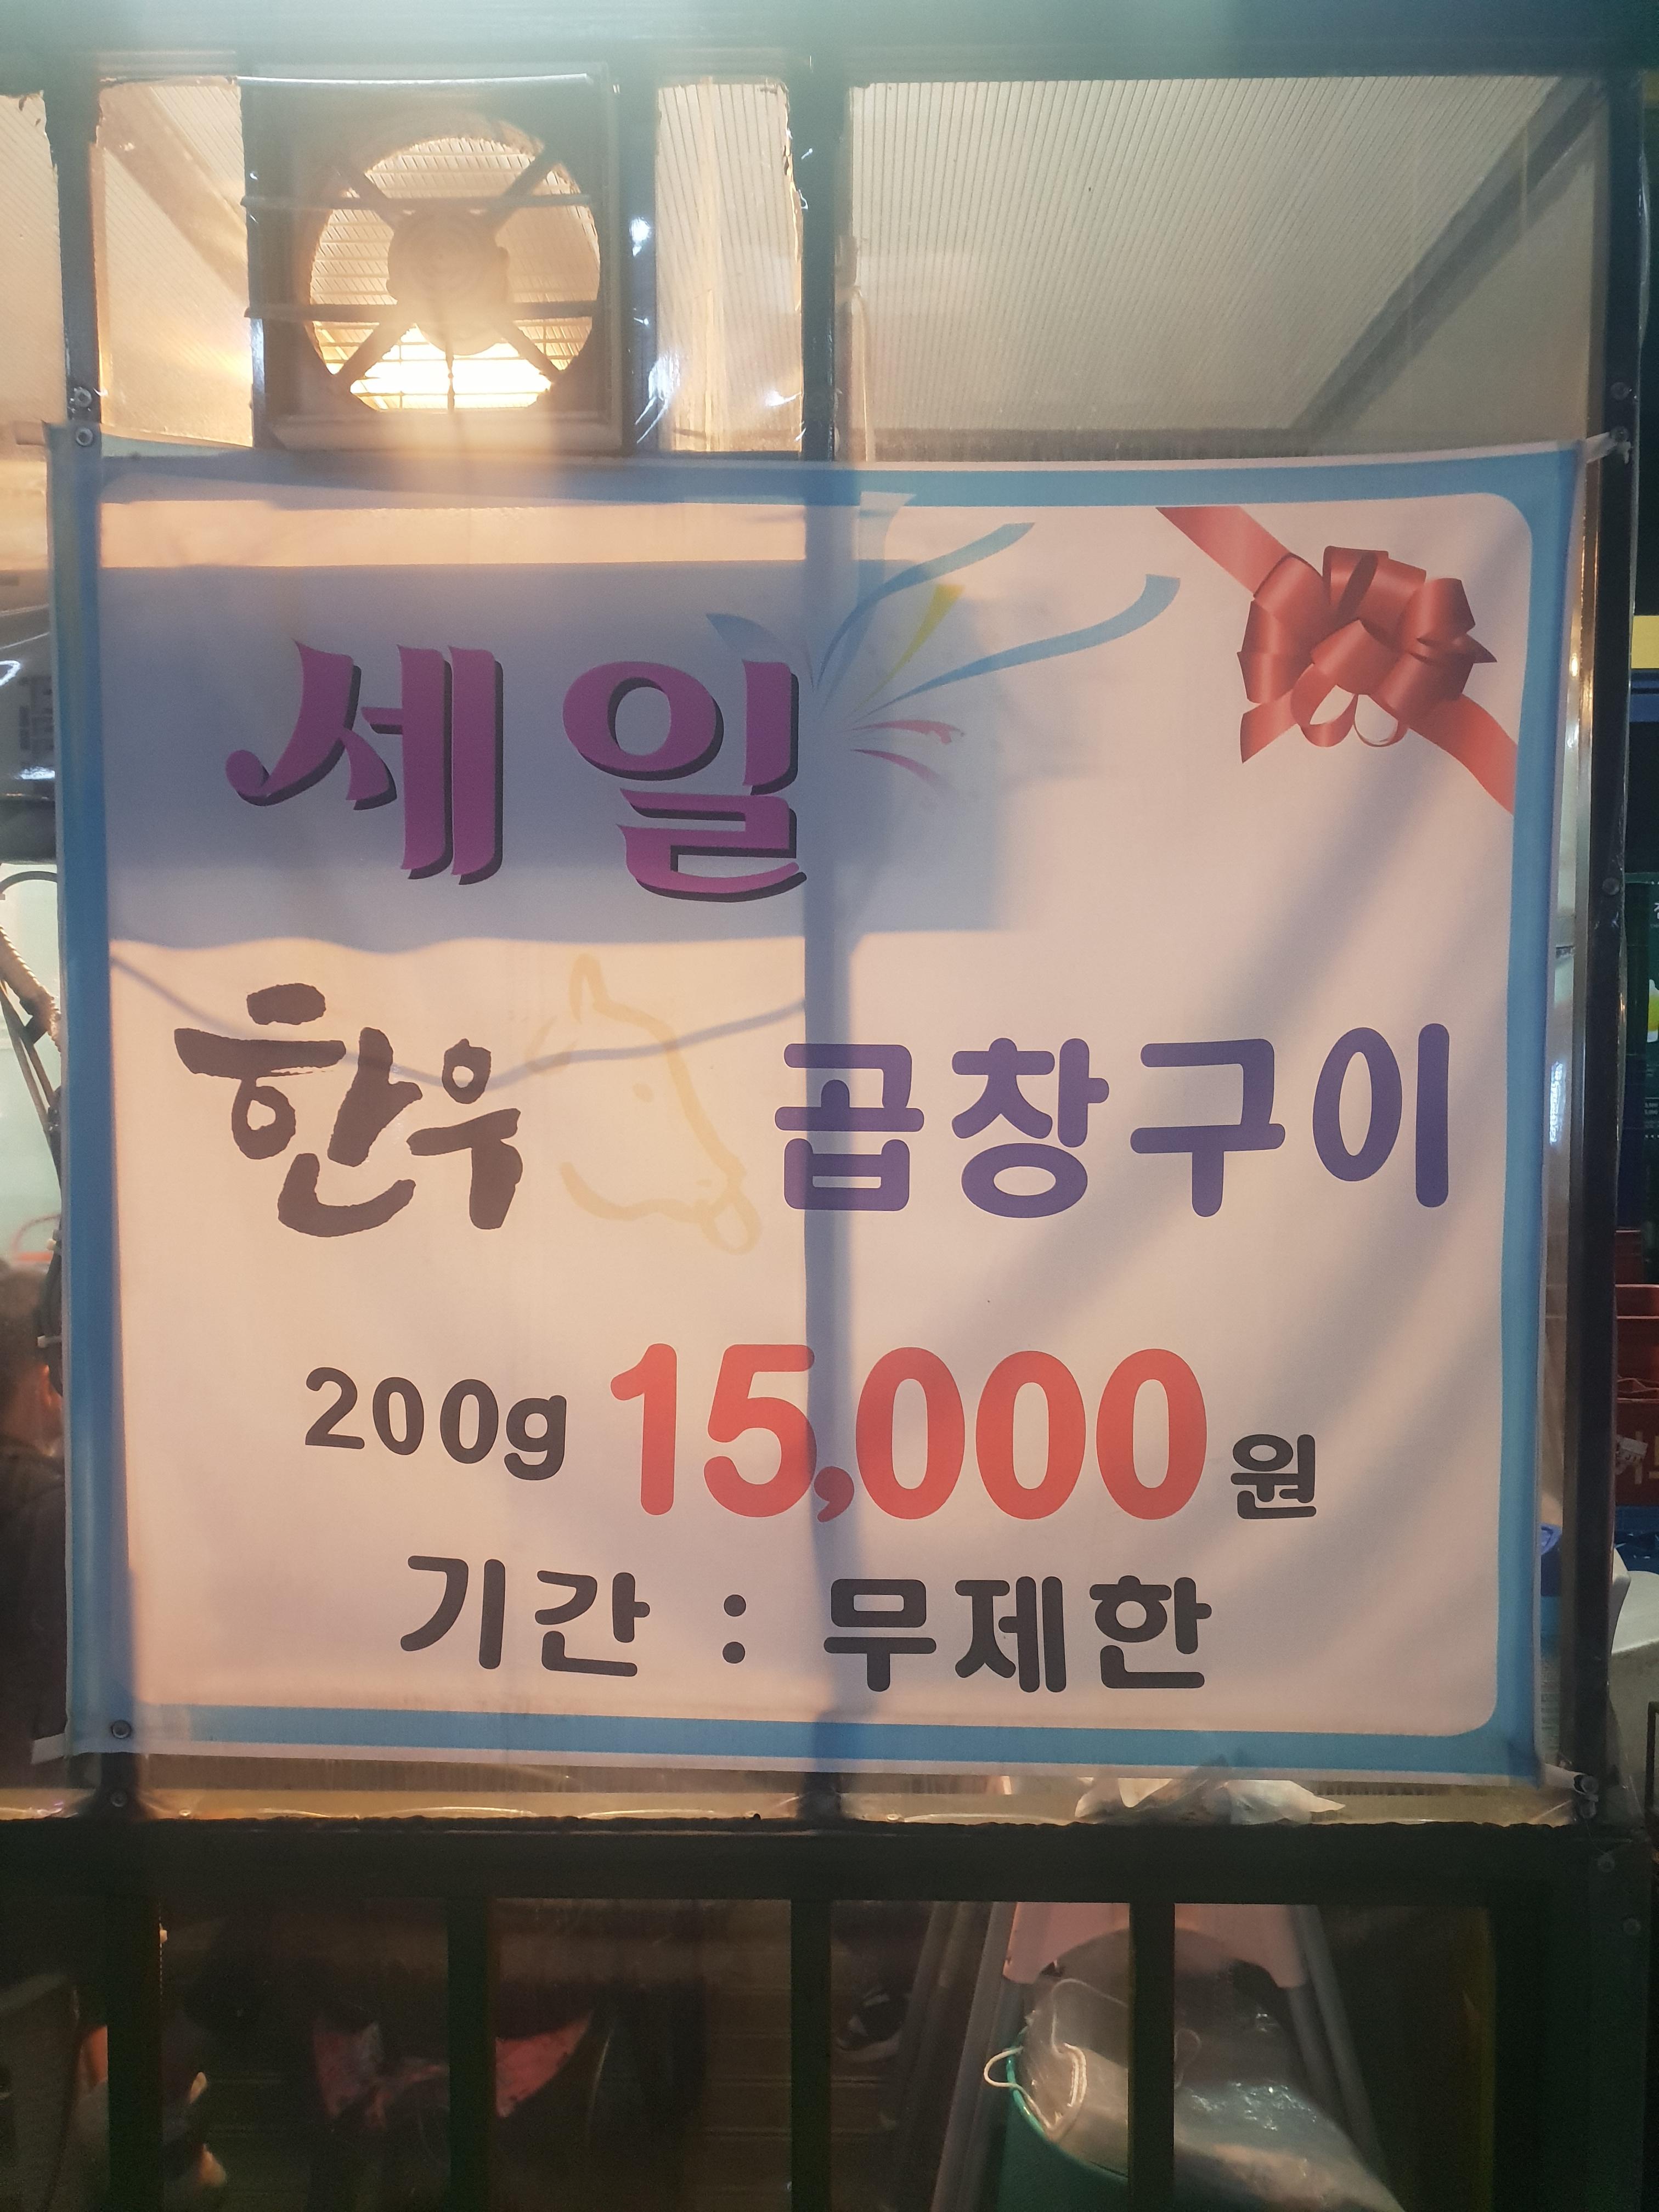 세일
한우 곱창구이
200g 15,000원
기간 : 무제한